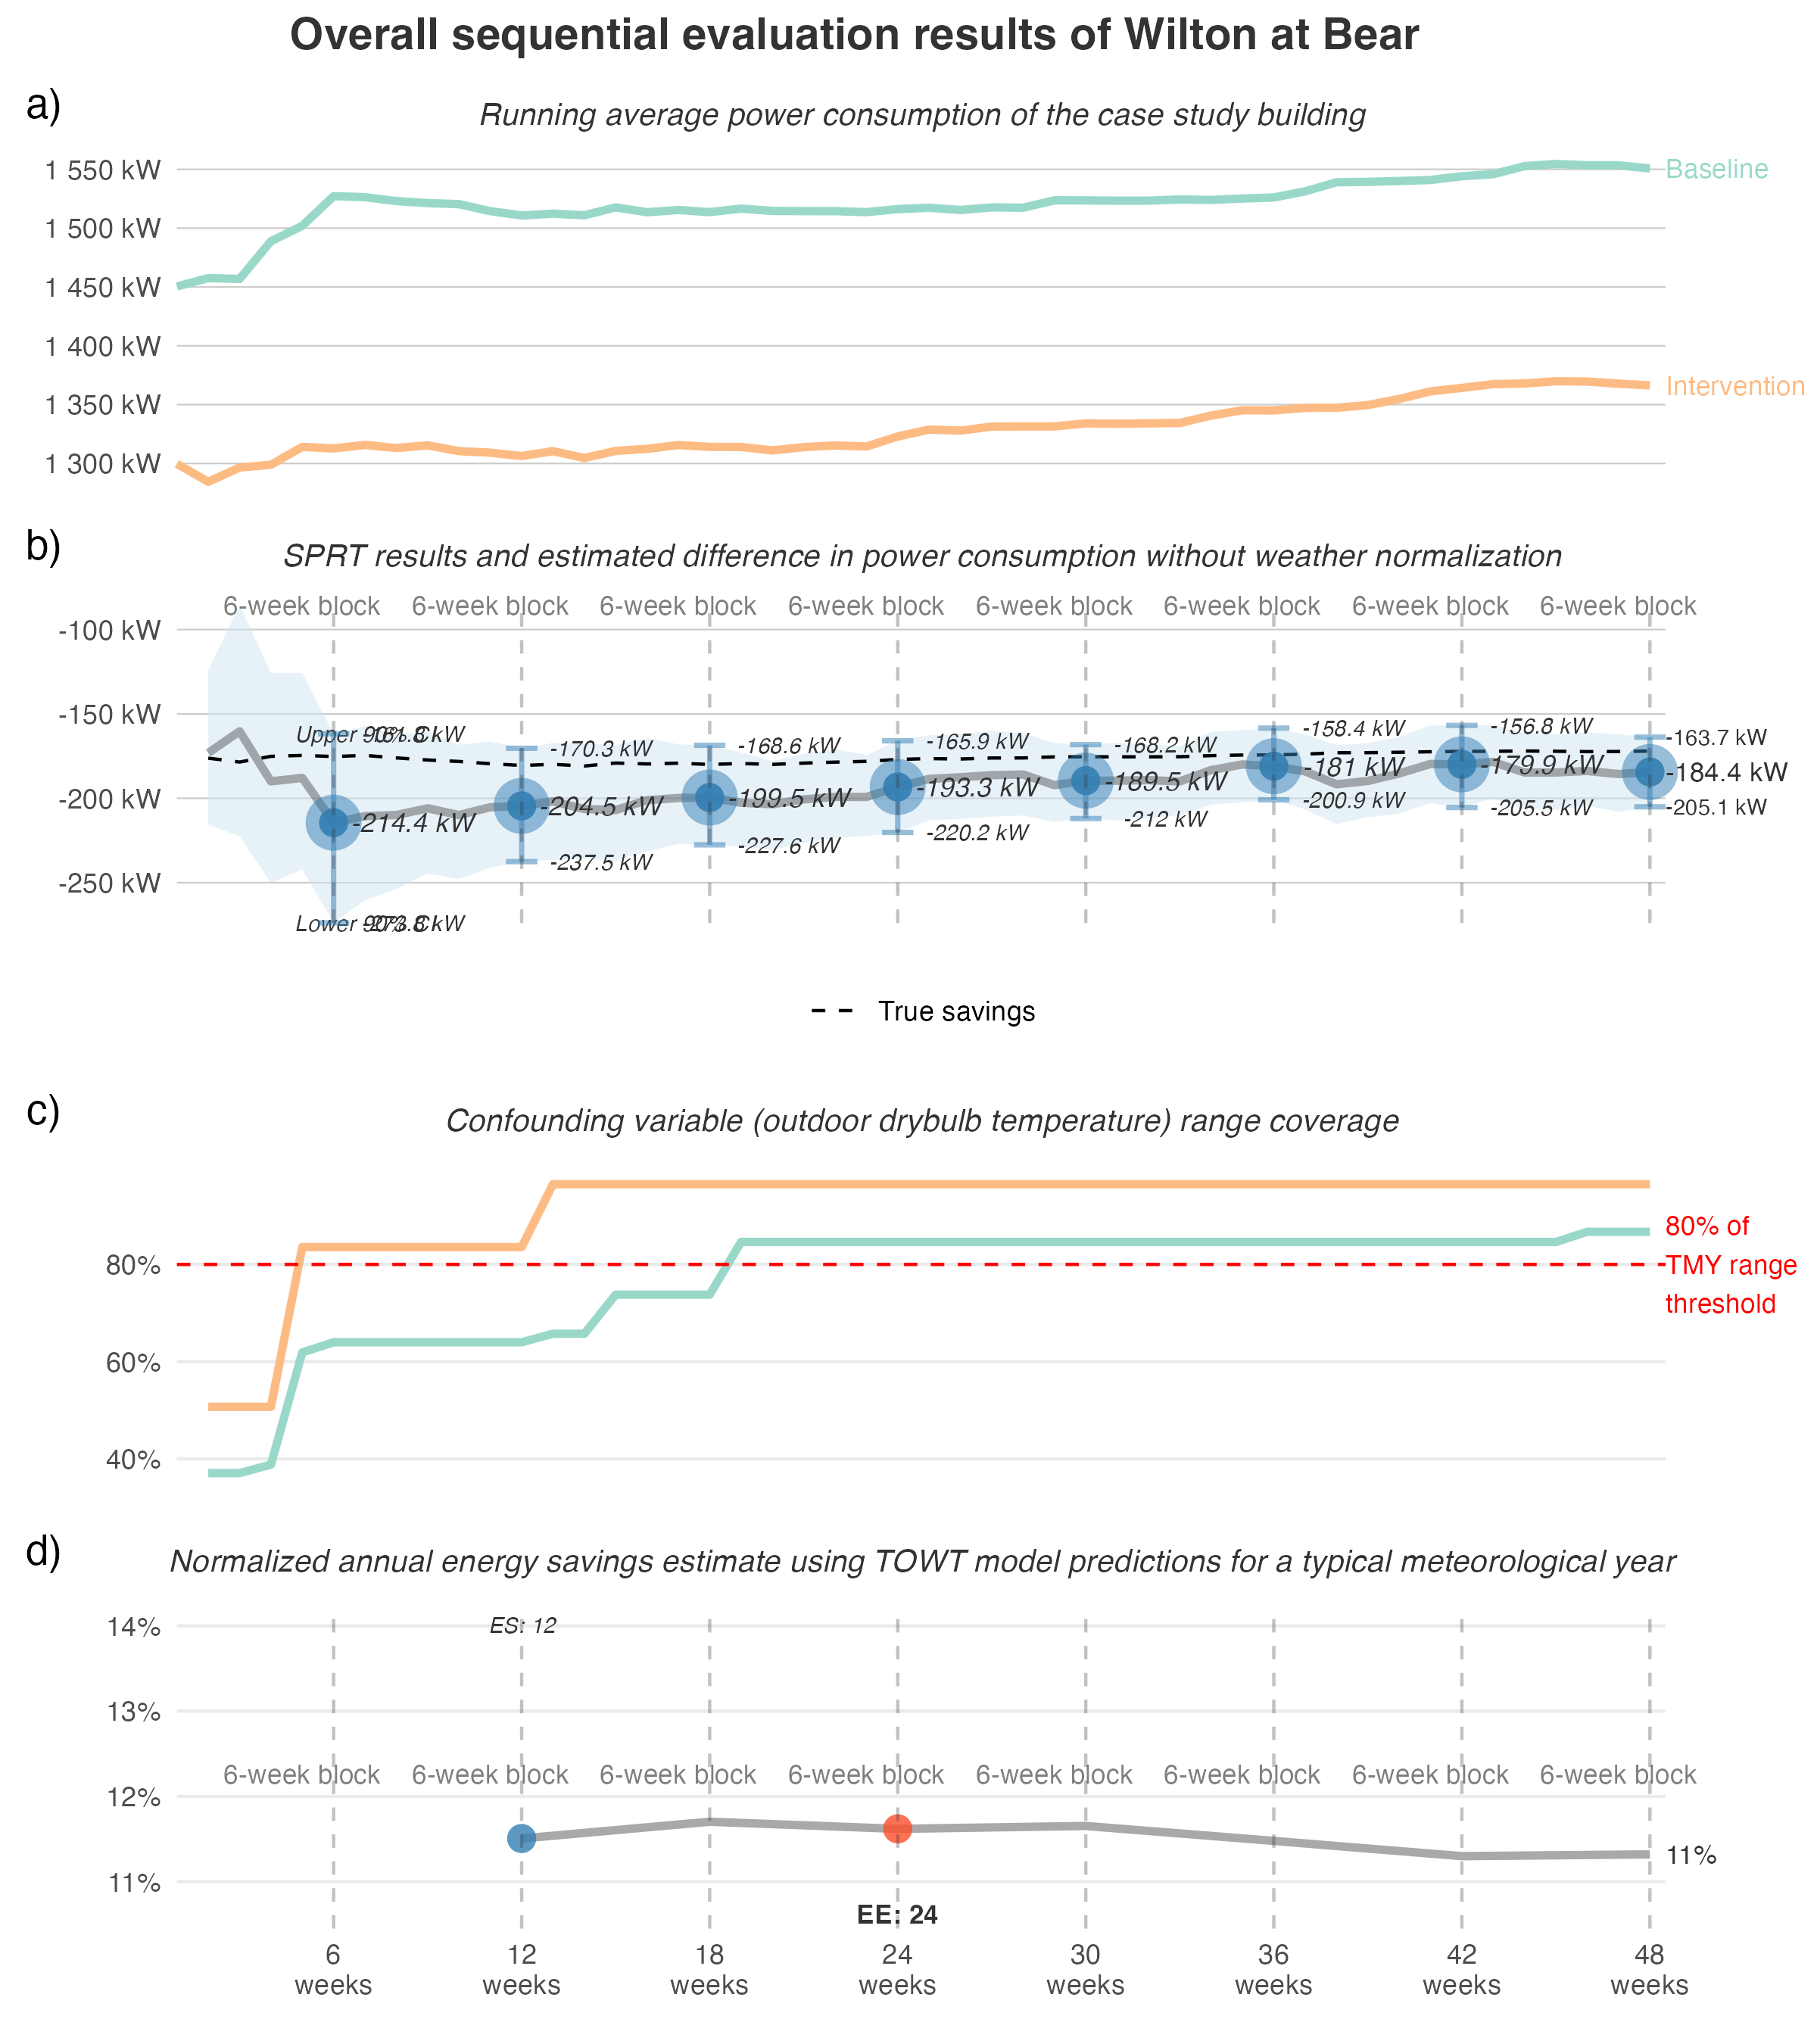 Overall sequential evaluation results of Wilton at Bear
a)
Running average power consumption of the case study building
1 550 kW
1 500 kW
1 450 kW
1 400 kW
1 350 kW
1 300 kW
Baseline
Intervention
b)
SPRT results and estimated difference in power consumption without weather normalization
6-week block 6-week block 6-week block 6-week block 6-week block 6-week block 6-week block 6-week block
-100 kW
-150 kW
-200 kW
-250 kW
Upper 90% CI
-161.8 kW
-214.4 kW
Lower 90% CI
-273.8 kW
-170.3 kW
-204.5 kW
-237.5 kW
-168.6 kW
-199.5 kW
-227.6 kW
-165.9 kW
-193.3 kW
-220.2 kW
-168.2 kW
-189.5 kW
-212 kW
-158.4 kW
-181 kW
-200.9 kW
-156.8 kW
-179.9 kW
-205.5 kW
-163.7 kW
-184.4 kW
-205.1 kW
True savings
c)
Confounding variable (outdoor drybulb temperature) range coverage
80%
60%
40%
80% of
TMY range
threshold
d)
Normalized annual energy savings estimate using TOWT model predictions for a typical meteorological year
14%
13%
12%
11%
ES: 12
6-week block 6-week block 6-week block 6-week block 6-week block 6-week block 6-week block 6-week block
11%
EE: 24
6 12 18 24 30 36 42 48
weeks weeks weeks weeks weeks weeks weeks weeks